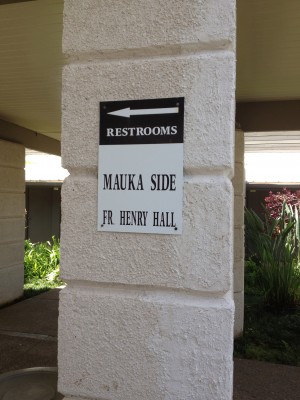 RESTROOMS
MAUKA SIDE
FR HENRY HALL